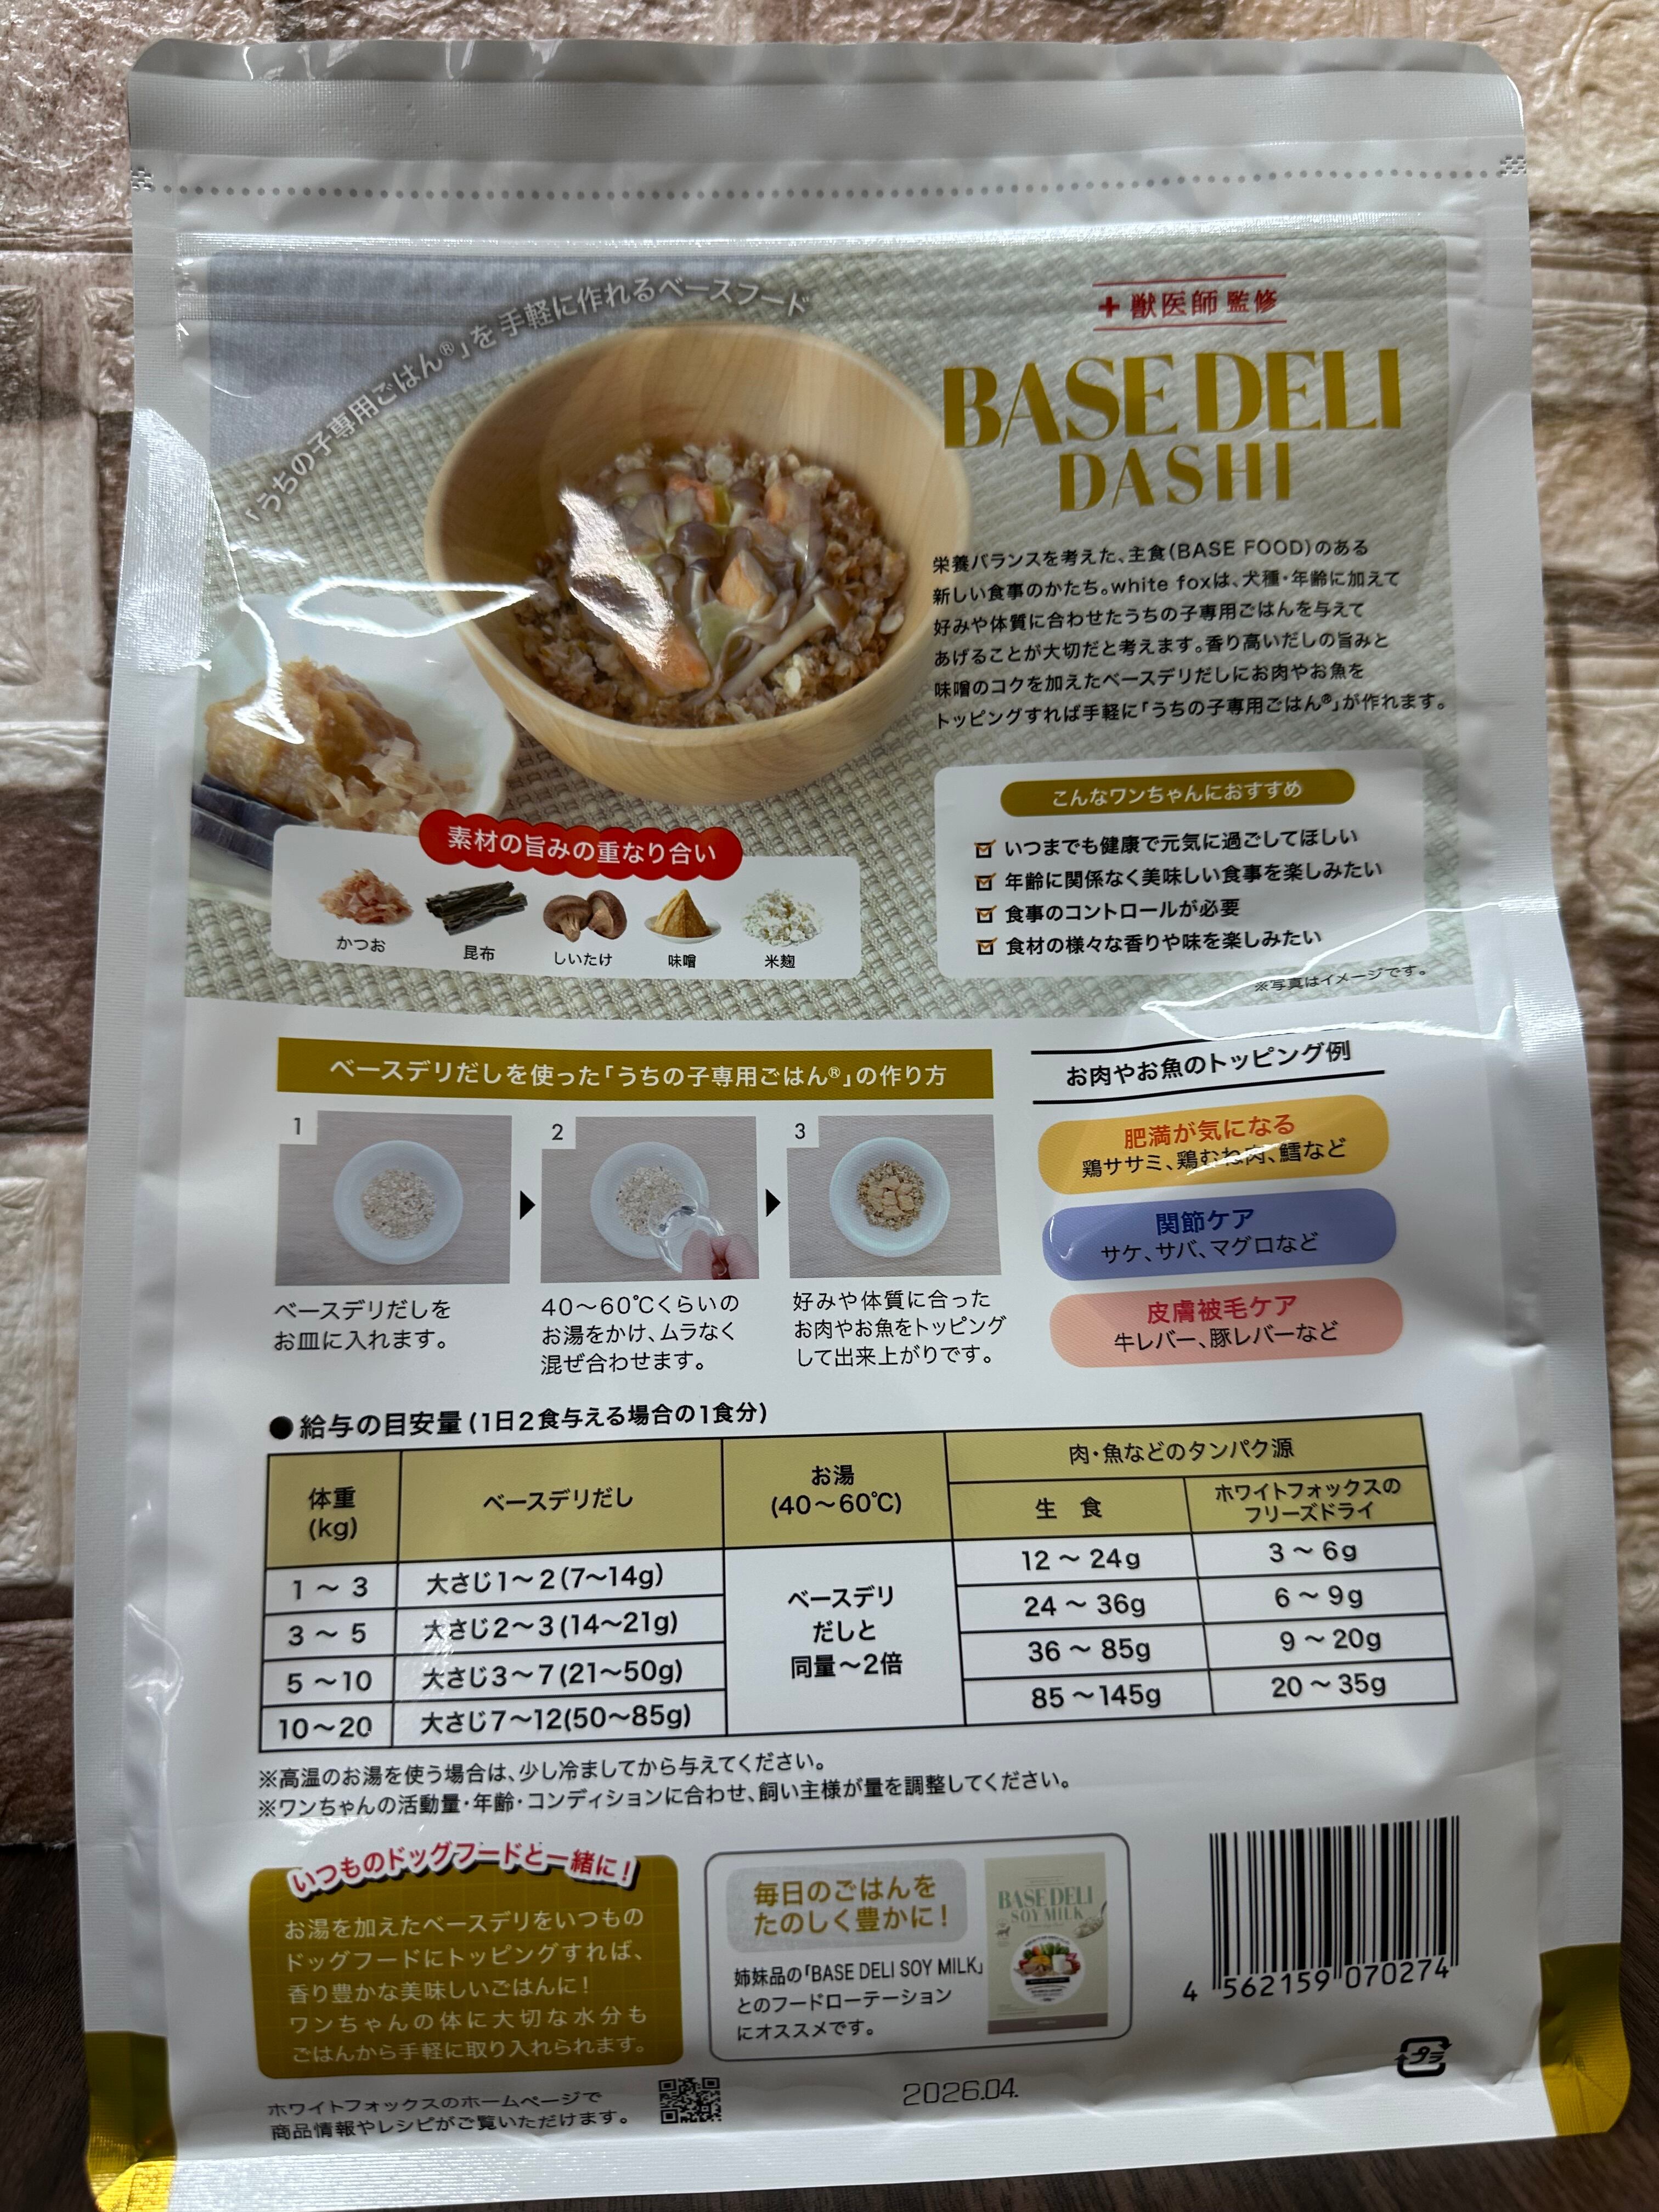 「うちの子専用ごはん®」を手軽に作れるベースフード
獣医師監修
BASE DELI
DASHI
栄養バランスを考えた、主食(BASE FOOD)のある
新しい食事のかたち。white foxは、犬種・年齢に加えて
好みや体質に合わせたうちの子専用ごはんを与えて
あげることが大切だと考えます。香り高いだしの旨みと
味噌のコクを加えたベースデリだしにお肉やお魚を
トッピングすれば手軽に「うちの子専用ごはん®」が作れます。
こんなワンちゃんにおすすめ
いつまでも健康で元気に過ごしてほしい
年齢に関係なく美味しい食事を楽しみたい
食事のコントロールが必要
食材の様々な香りや味を楽しみたい
※写真はイメージです。
素材の旨みの重なり合い
かつお
昆布
しいたけ
味噌
米麹
ベースデリだしを使った「うちの子専用ごはん®」の作り方
1
2
3
ベースデリだしを
お皿に入れます。
40〜60℃くらいの
お湯をかけ、ムラなく
混ぜ合わせます。
好みや体質に合った
お肉やお魚をトッピング
して出来上がりです。
お肉やお魚のトッピング例
肥満が気になる
鶏ササミ、鶏むね肉、鱈など
関節ケア
サケ、サバ、マグロなど
皮膚被毛ケア
牛レバー、豚レバーなど
●給与の目安量(1日2食与える場合の1食分)
体重
(kg)
ベースデリだし
お湯
(40〜60℃)
肉・魚などのタンパク源
生 食
ホワイトフォックスの
フリーズドライ
1 〜 3
大さじ1〜2(7〜14g)
12 〜 24g
3 〜 6g
3 〜 5
大さじ2〜3(14〜21g)
24 〜 36g
6 〜 9g
5 〜10
大さじ3〜7(21〜50g)
36 〜 85g
9 〜 20g
10〜20
大さじ7〜12(50〜85g)
85 〜145g
20 〜 35g
ベースデリ
だしと
同量〜2倍
※高温のお湯を使う場合は、少し冷ましてから与えてください。
※ワンちゃんの活動量・年齢・コンディションに合わせ、飼い主様が量を調整してください。
いつものドッグフードと一緒に!
お湯を加えたベースデリをいつもの
ドッグフードにトッピングすれば、
香り豊かな美味しいごはんに!
ワンちゃんの体に大切な水分も
ごはんから手軽に取り入れられます。
毎日のごはんを
たのしく豊かに!
姉妹品の「BASE DELI SOY MILK」
とのフードローテーション
にオススメです。
BASE DELI
SOY MILK
4 562159 070274
プラ
ホワイトフォックスのホームページで
商品情報やレシピがご覧いただけます。
2026.04.